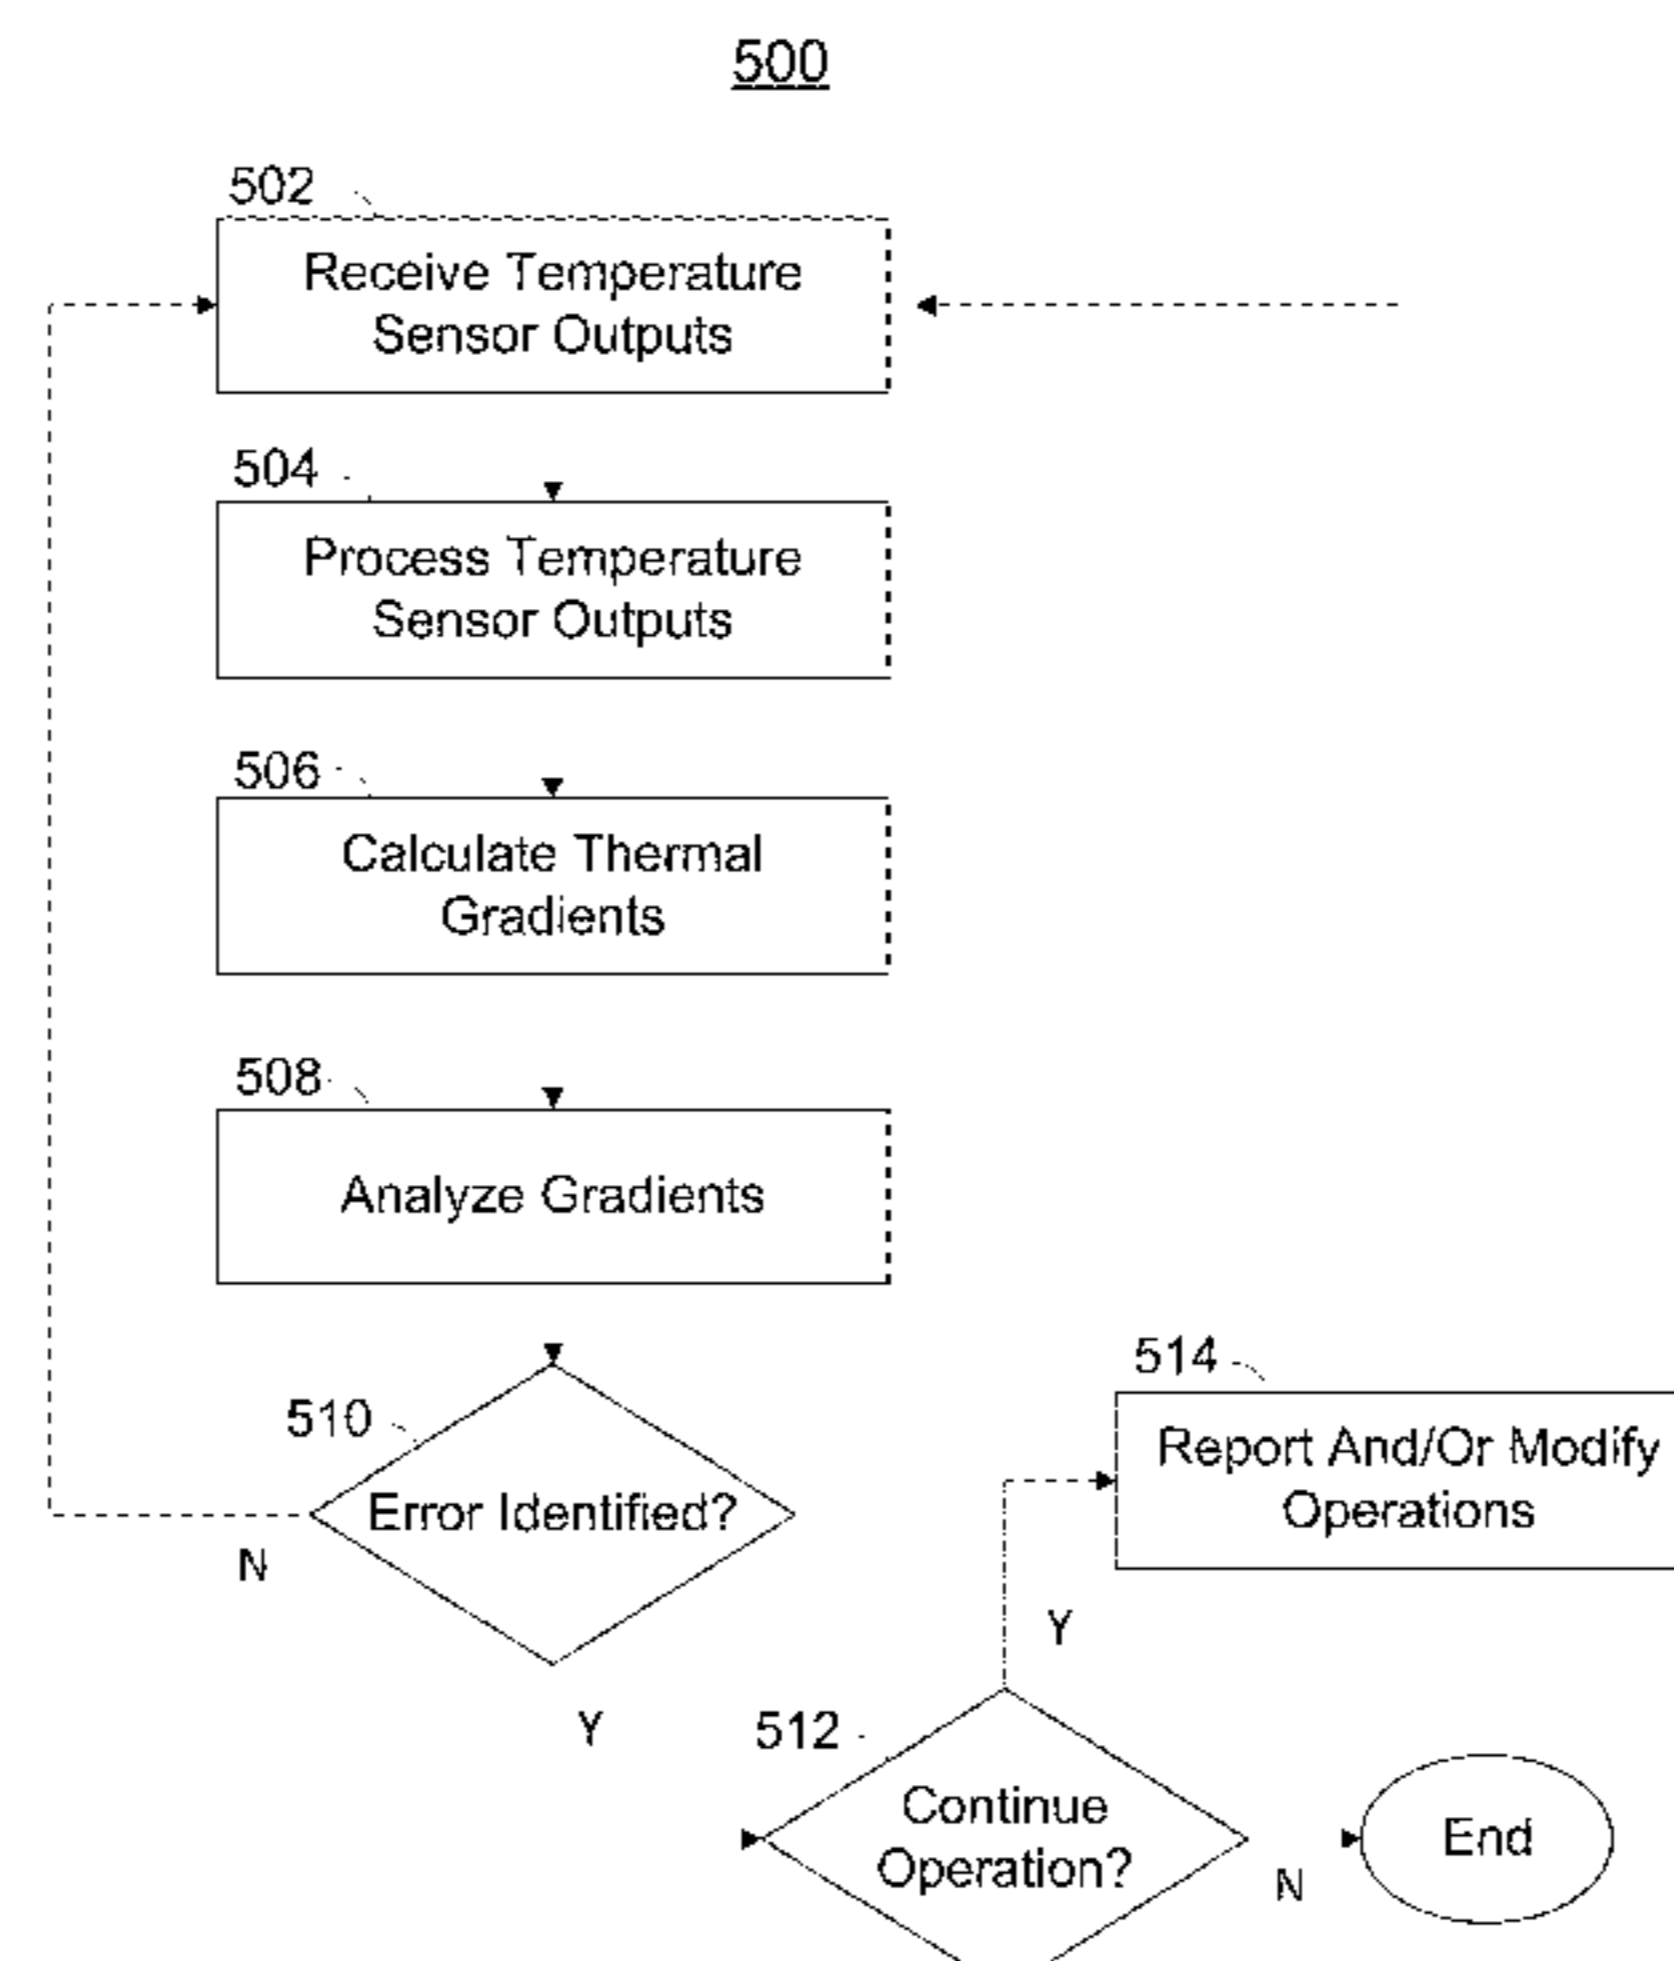 500
502
Receive Temperature
Sensor Outputs
504
Process Temperature
Sensor Outputs
506
Calculate Thermal
Gradients
508
Analyze Gradients
510
Error Identified?
N
Y
514
Report And/Or Modify
Operations
Y
512
Continue
Operation?
N
End